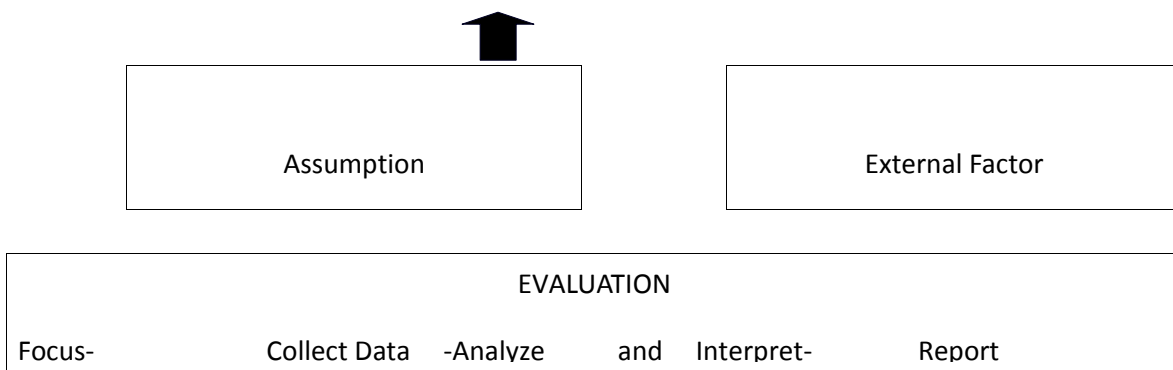 Assumption
External Factor
EVALUATION
Focus- Collect Data -Analyze and Interpret- Report